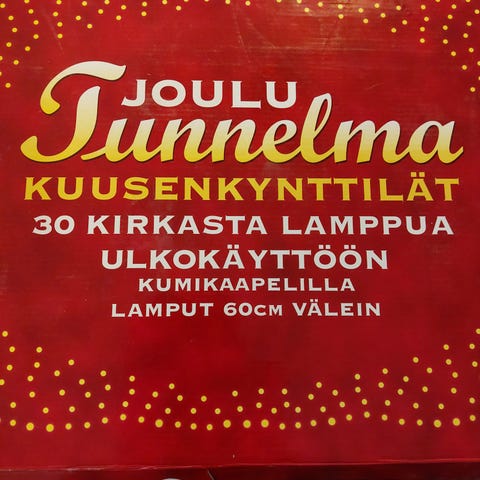 JOULU
Tunnelma
KUUSENKYNTTILÄT
30 KIRKASTA LAMPPUA
ULKOKÄYTTÖÖN
KUMIKAAPELILLA
LAMPUT 60CM VÄLEIN